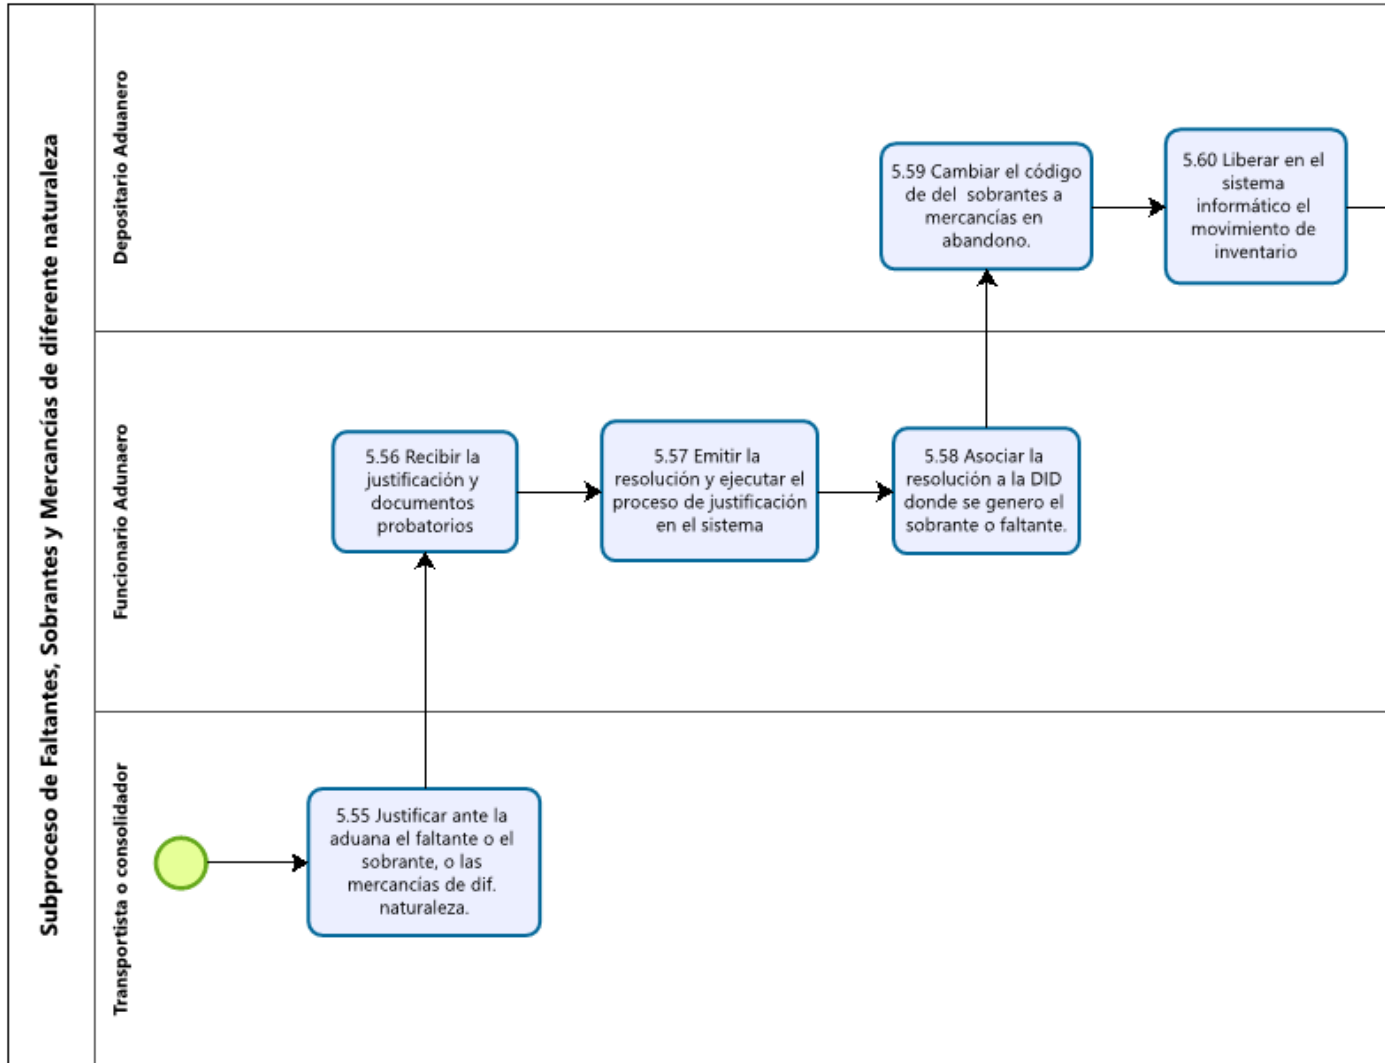 Subproceso de Faltantes, Sobrantes y Mercancías de diferente naturaleza
Depositario Aduanero
5.59 Cambiar el código
de del sobrantes a
mercancías en
abandono.
5.60 Liberar en el
sistema
informático el
movimiento de
inventario
Funcionario Adunaero
5.56 Recibir la
justificación y
documentos
probatorios
5.57 Emitir la
resolución y ejecutar el
proceso de justificación
en el sistema
5.58 Asociar la
resolución a la DID
donde se genero el
sobrante o faltante.
Transportista o consolidador
5.55 Justificar ante la
aduana el faltante o el
sobrante, o las
mercancías de dif.
naturaleza.